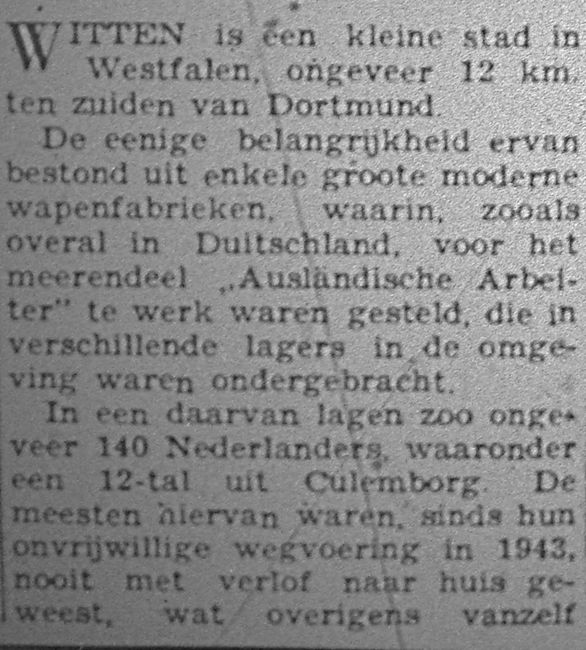 WITTEN is een kleine stad in
Westfalen, ongeveer 12 km.
ten zuiden van Dortmund.
De eenige belangrijkheid ervan
bestond uit enkele groote moderne
wapenfabrieken, waarin, zooals
overal in Duitschland, voor het
meerendeel „Ausländische Arbei-
ter" te werk waren gesteld, die in
verschillende lagers in de omge-
ving waren ondergebracht.
In een daarvan lagen zoo onge-
veer 140 Nederlanders, waaronder
een 12-tal uit Culemborg. De
meesten hiervan waren, sinds hun
onvrijwillige wegvoering in 1943,
nooit met verlof naar huis ge-
weest, wat overigens vanzelf